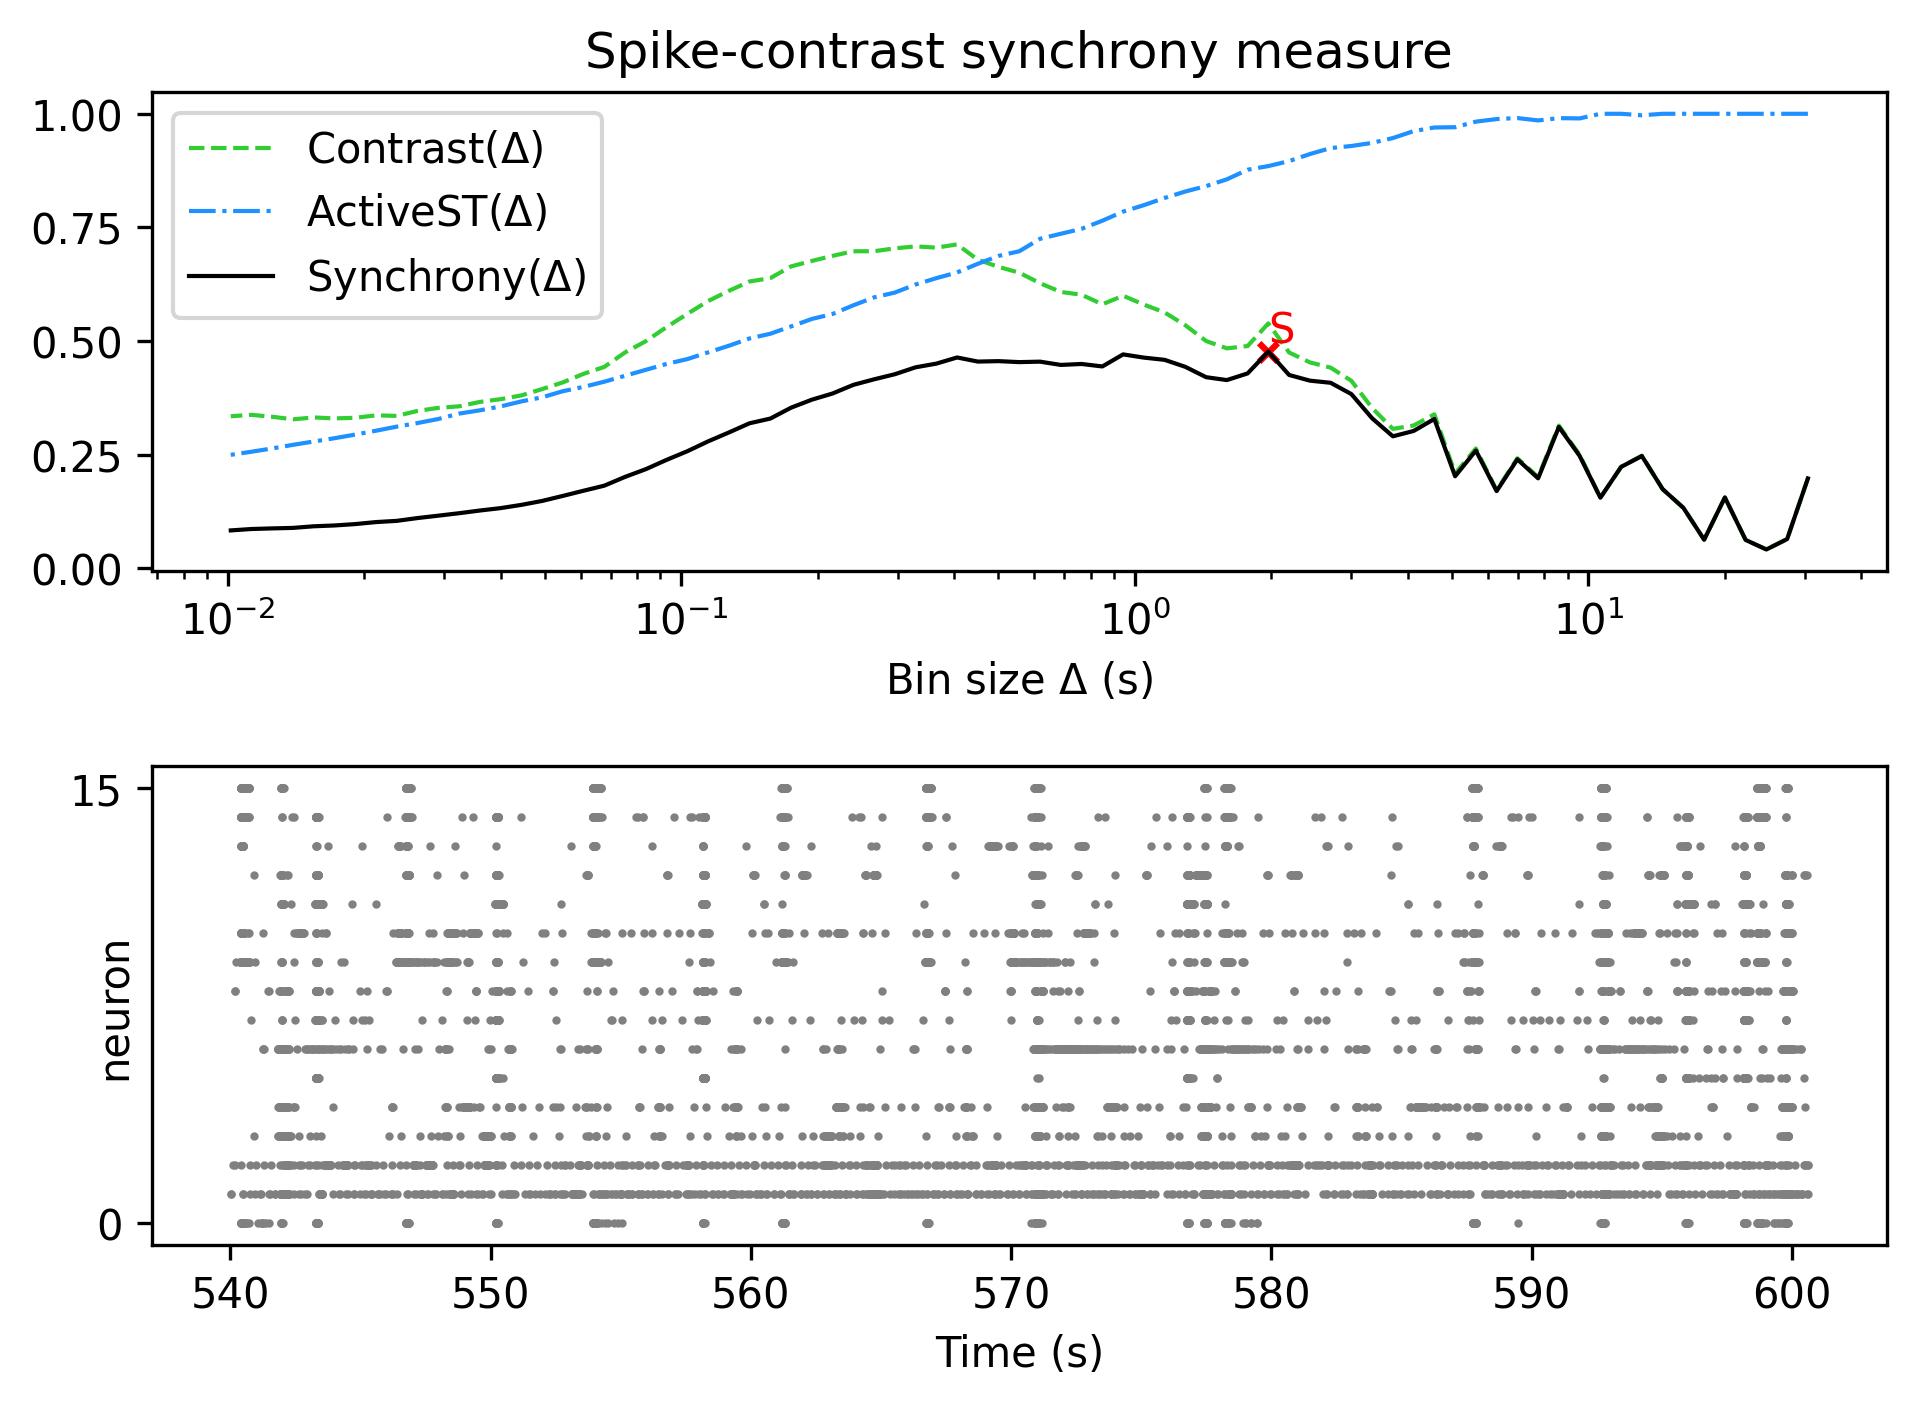 Spike-contrast synchrony measure
1.00
0.75
0.50
0.25
0.00
Contrast(Δ)
ActiveST(Δ)
Synchrony(Δ)
S
10⁻² 10⁻¹ 10⁰ 10¹
Bin size Δ (s)
15
neuron
0
540 550 560 570 580 590 600
Time (s)